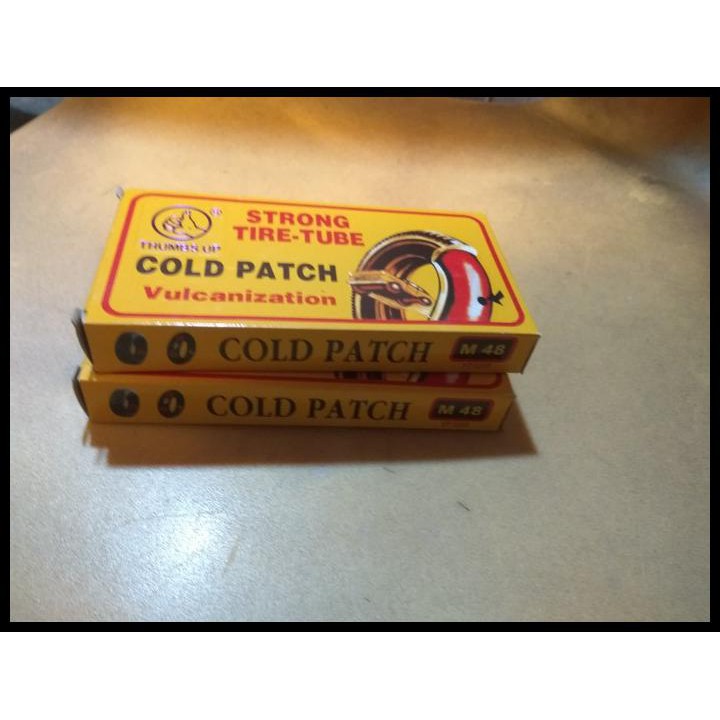 ®
THUMBS UP
STRONG
TIRE-TUBE
COLD PATCH
Vulcanization
COLD PATCH M 48
COLD PATCH M 48